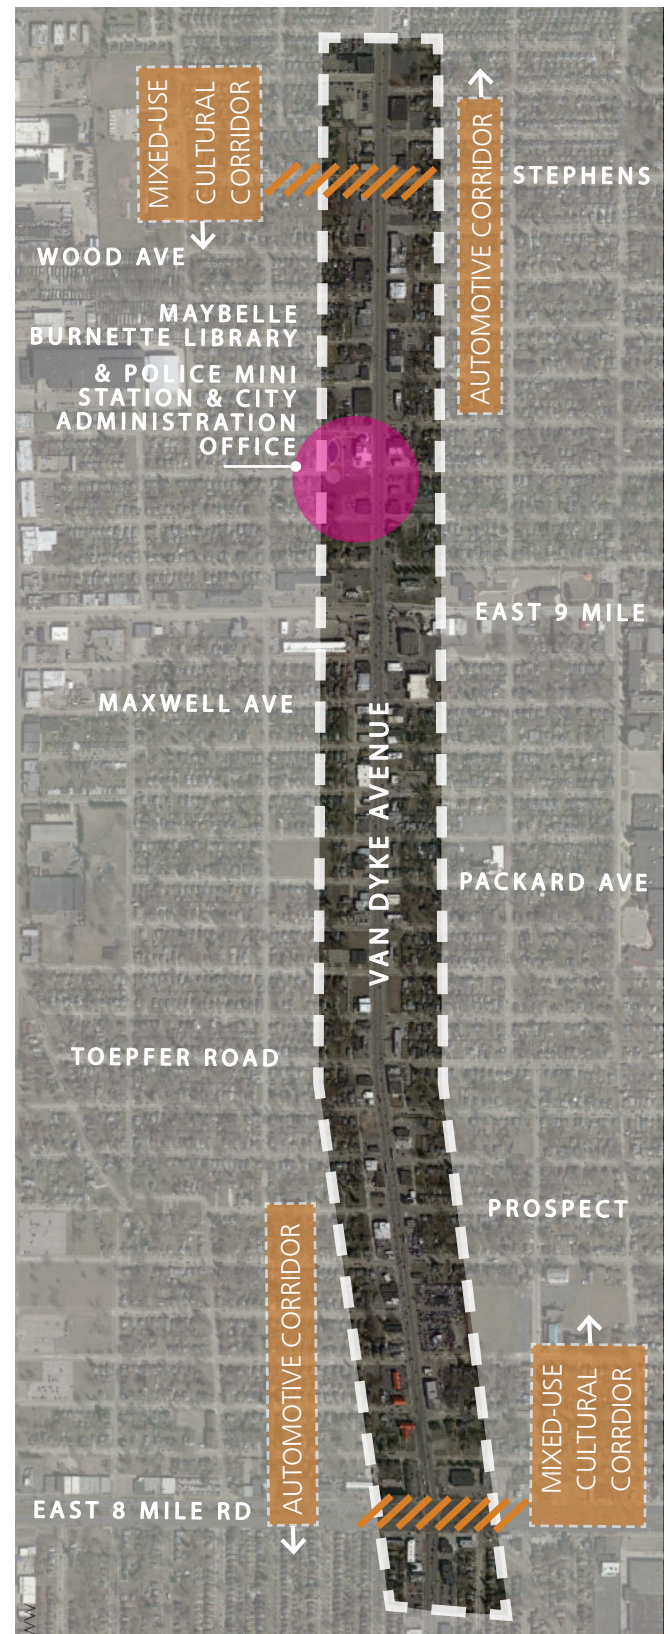 MIXED-USE
CULTURAL
CORRIDOR
AUTOMOTIVE CORRIDOR
STEPHENS
WOOD AVE
MAYBELLE
BURNETTE LIBRARY
& POLICE MINI
STATION & CITY
ADMINISTRATION
OFFICE
EAST 9 MILE
MAXWELL AVE
VAN DYKE AVENUE
PACKARD AVE
TOEPFER ROAD
PROSPECT
AUTOMOTIVE CORRIDOR
MIXED-USE
CULTURAL
CORRDIOR
EAST 8 MILE RD